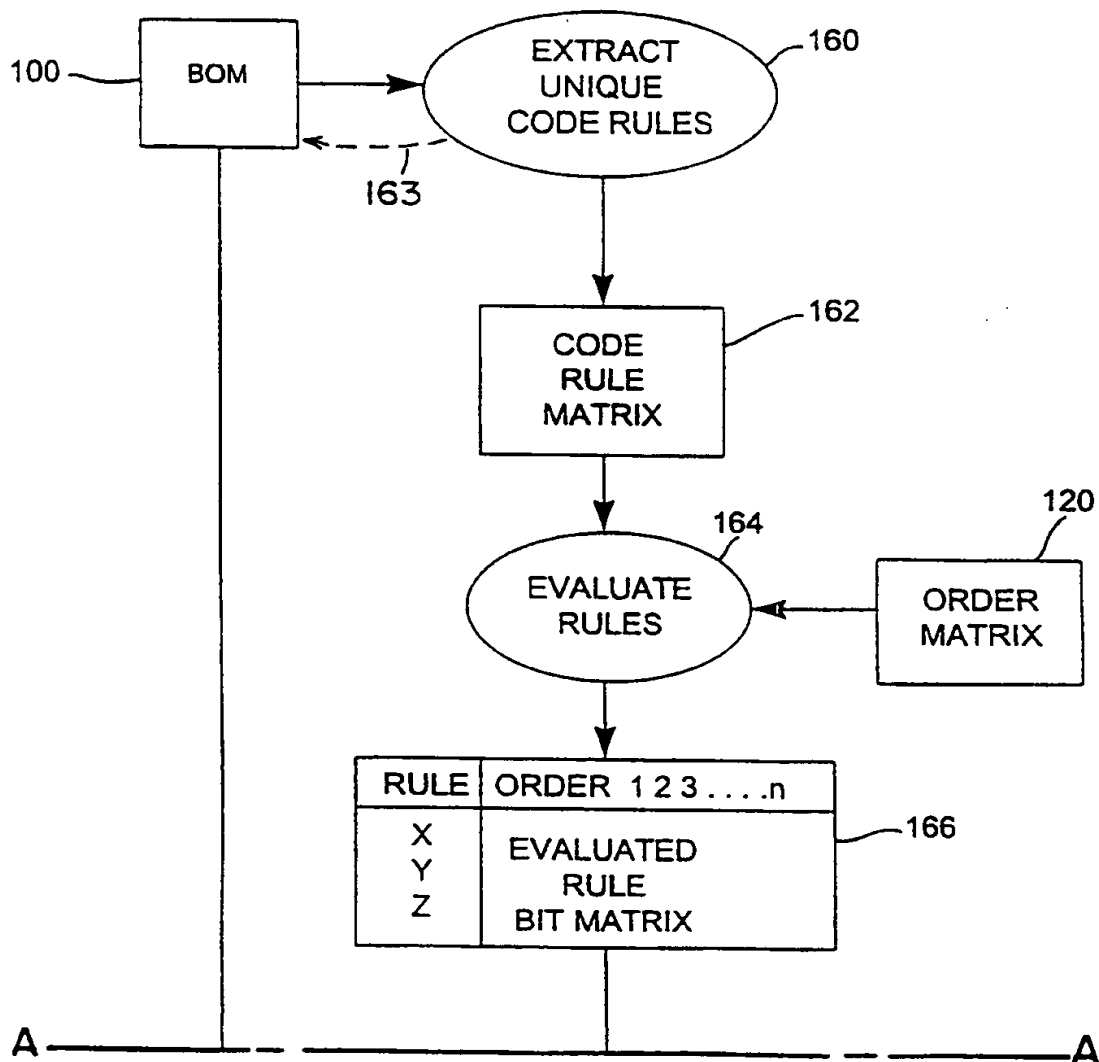 100
BOM
EXTRACT
UNIQUE
CODE RULES
160
163
CODE
RULE
MATRIX
162
EVALUATE
RULES
164
ORDER
MATRIX
120
RULE
ORDER 1 2 3 . . . . n
X
Y
Z
EVALUATED
RULE
BIT MATRIX
166
A
A